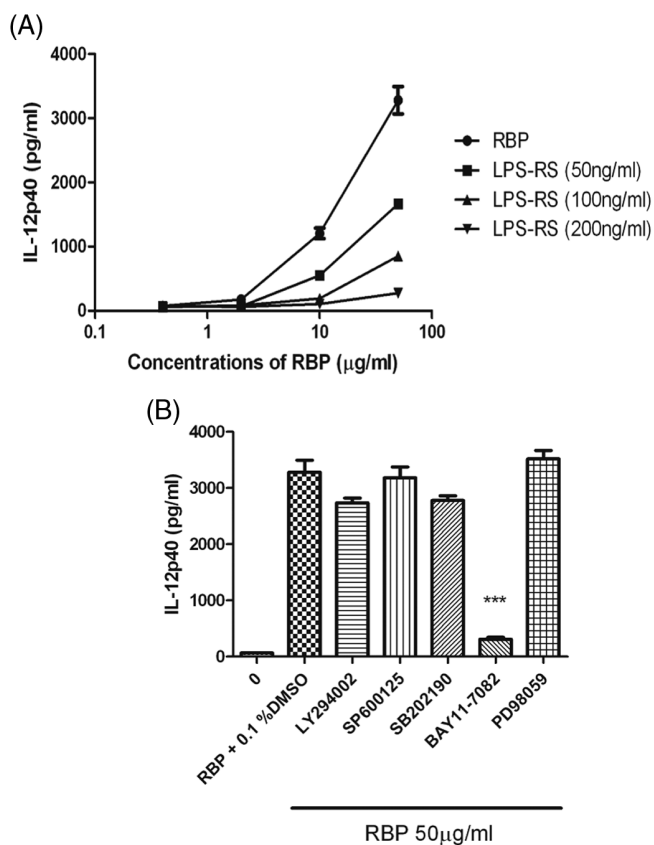 (A)
4000
3000
2000
1000
0
IL-12p40 (pg/ml)
0.1
1
10
100
Concentrations of RBP (μg/ml)
RBP
LPS-RS (50ng/ml)
LPS-RS (100ng/ml)
LPS-RS (200ng/ml)
(B)
4000
3000
2000
1000
0
IL-12p40 (pg/ml)
***
0
RBP + 0.1 %DMSO
LY294002
SP600125
SB202190
BAY11-7082
PD98059
RBP 50μg/ml